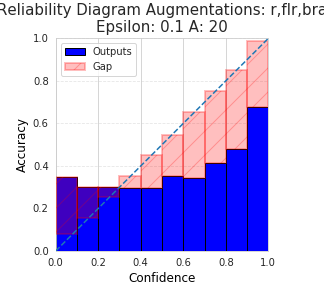 Reliability Diagram Augmentations: r,flr,bra
Epsilon: 0.1 A: 20
1.0
0.8
0.6
0.4
0.2
0.0
Accuracy
Outputs
Gap
0.0 0.2 0.4 0.6 0.8 1.0
Confidence